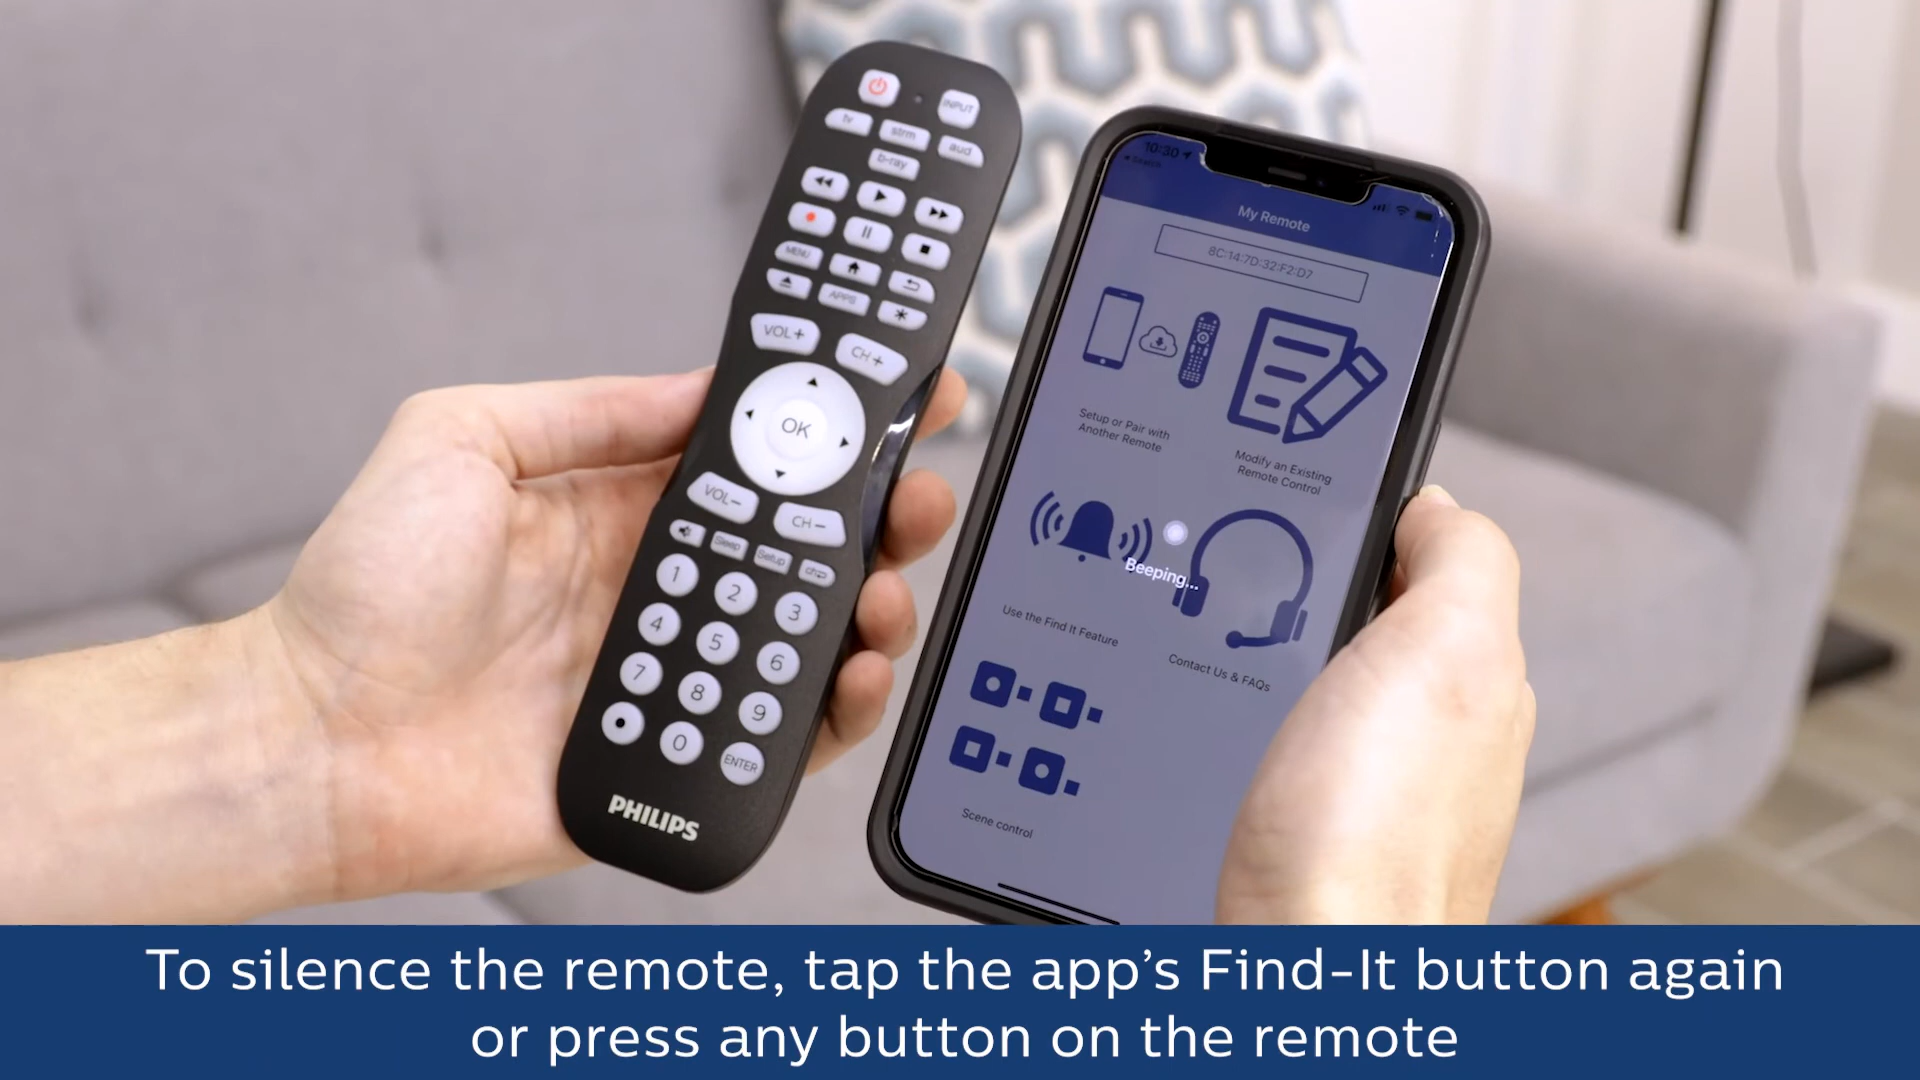 INPUT
tv
strm
aud
b-ray
MENU
APPS
VOL+
CH+
OK
VOL-
CH-
Sleep
Setup
ch
1
2
3
4
5
6
7
8
9
0
ENTER
PHILIPS
10:30
Search
My Remote
8C:14:7D:32:F2:D7
Setup or Pair with
Another Remote
Modify an Existing
Remote Control
Beeping...
Use the Find It Feature
Contact Us & FAQs
Scene control
To silence the remote, tap the app's Find-It button again
or press any button on the remote